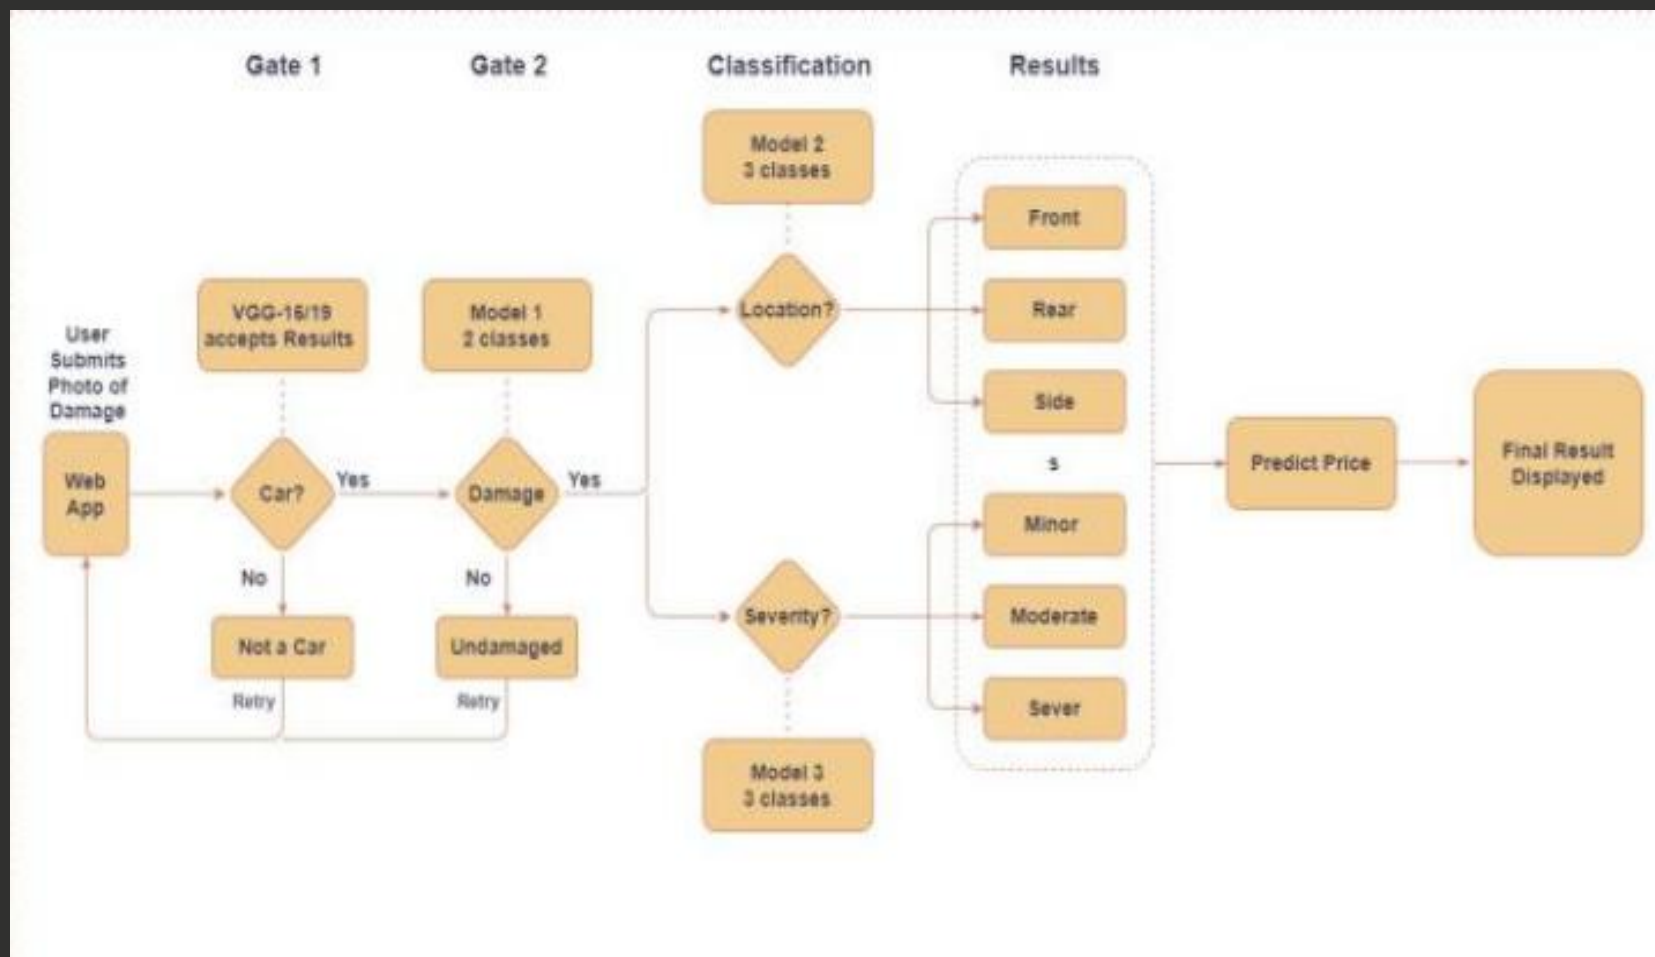 Gate 1
Gate 2
Classification
Results
User
Submits
Photo of
Damage
Web
App
VGG-16/19
accepts Results
Car?
Yes
No
Not a Car
Retry
Model 1
2 classes
Damage
Yes
No
Undamaged
Retry
Model 2
3 classes
Location?
Severity?
Model 3
3 classes
Front
Rear
Side
s
Minor
Moderate
Sever
Predict Price
Final Result
Displayed